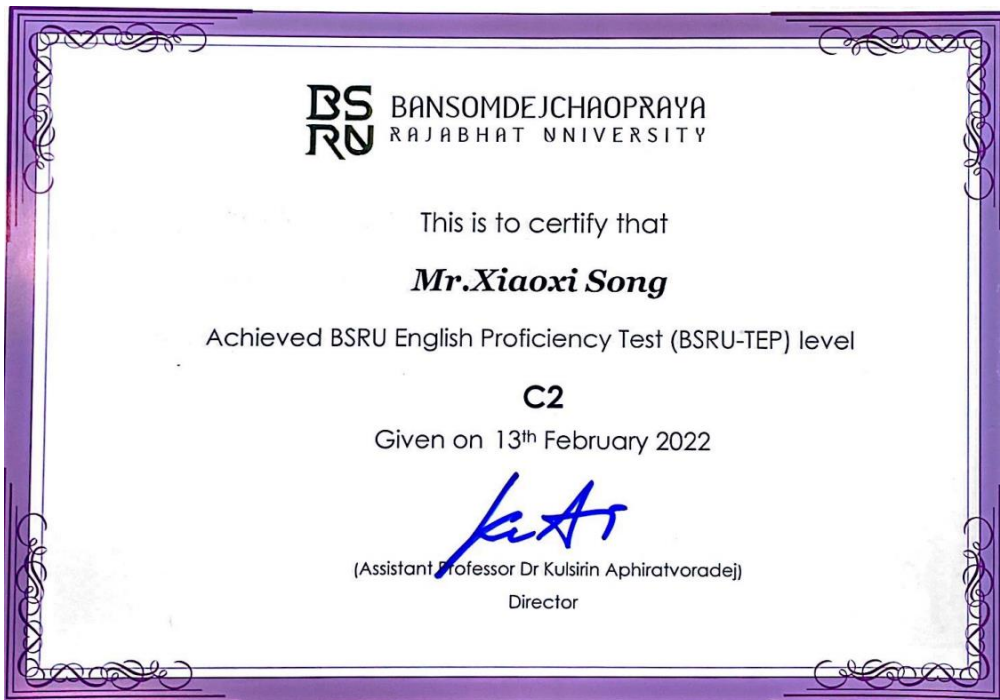 BS
RU
BANSOMDEJCHAOPRAYA
RAJABHAT UNIVERSITY
This is to certify that
Mr.Xiaoxi Song
Achieved BSRU English Proficiency Test (BSRU-TEP) level
C2
Given on 13th February 2022
(Assistant Professor Dr Kulsirin Aphiratvoradej)
Director